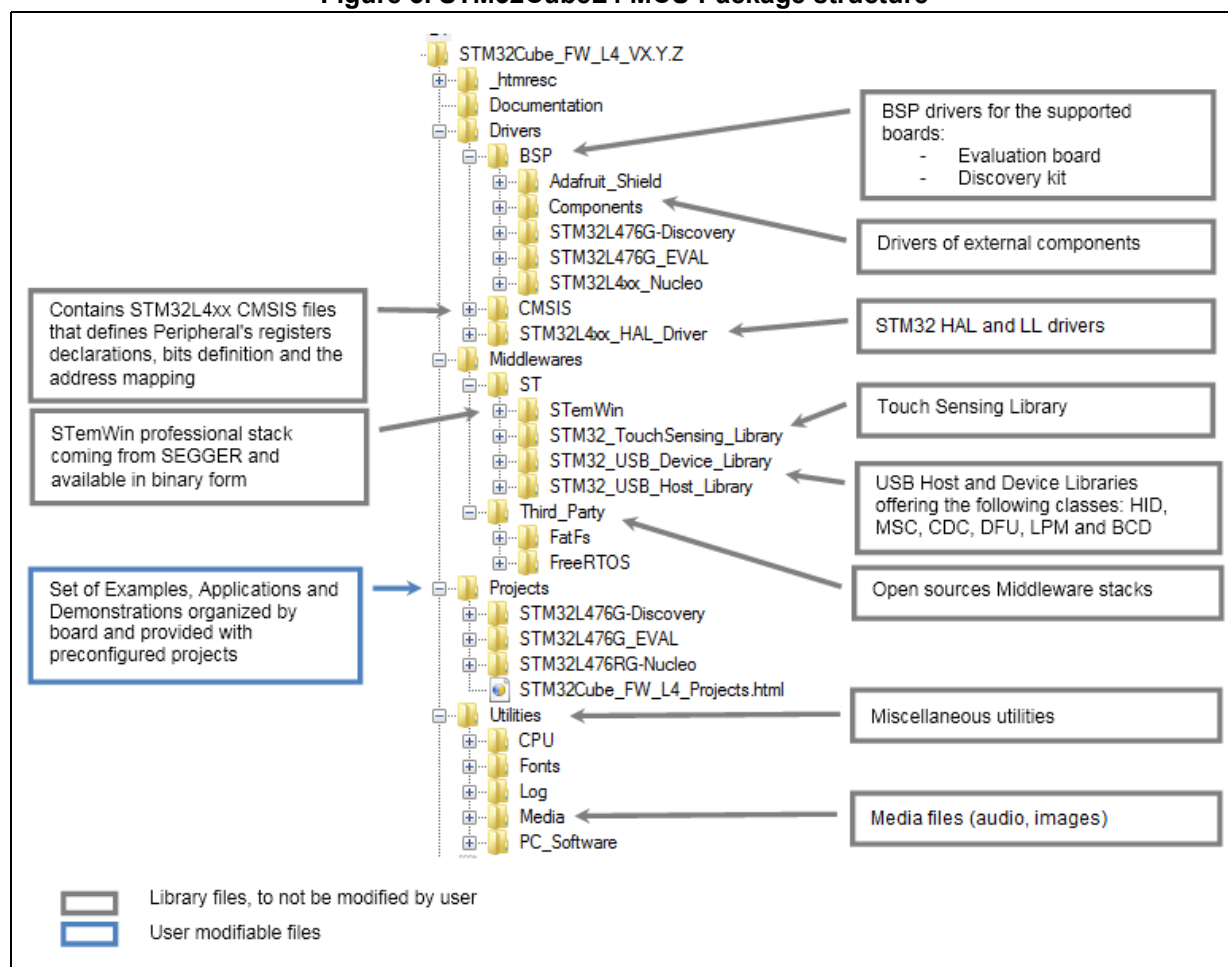 STM32Cube_FW_L4_VX.Y.Z
_htmresc
Documentation
Drivers
BSP
Adafruit_Shield
Components
STM32L476G-Discovery
STM32L476G_EVAL
STM32L4xx_Nucleo
CMSIS
STM32L4xx_HAL_Driver
Middlewares
ST
STemWin
STM32_TouchSensing_Library
STM32_USB_Device_Library
STM32_USB_Host_Library
Third_Party
FatFs
FreeRTOS
Projects
STM32L476G-Discovery
STM32L476G_EVAL
STM32L476RG-Nucleo
STM32Cube_FW_L4_Projects.html
Utilities
CPU
Fonts
Log
Media
PC_Software
Contains STM32L4xx CMSIS files
that defines Peripheral's registers
declarations, bits definition and the
address mapping
STemWin professional stack
coming from SEGGER and
available in binary form
Set of Examples, Applications and
Demonstrations organized by
board and provided with
preconfigured projects
BSP drivers for the supported
boards:
- Evaluation board
- Discovery kit
Drivers of external components
STM32 HAL and LL drivers
Touch Sensing Library
USB Host and Device Libraries
offering the following classes: HID,
MSC, CDC, DFU, LPM and BCD
Open sources Middleware stacks
Miscellaneous utilities
Media files (audio, images)
Library files, to not be modified by user
User modifiable files